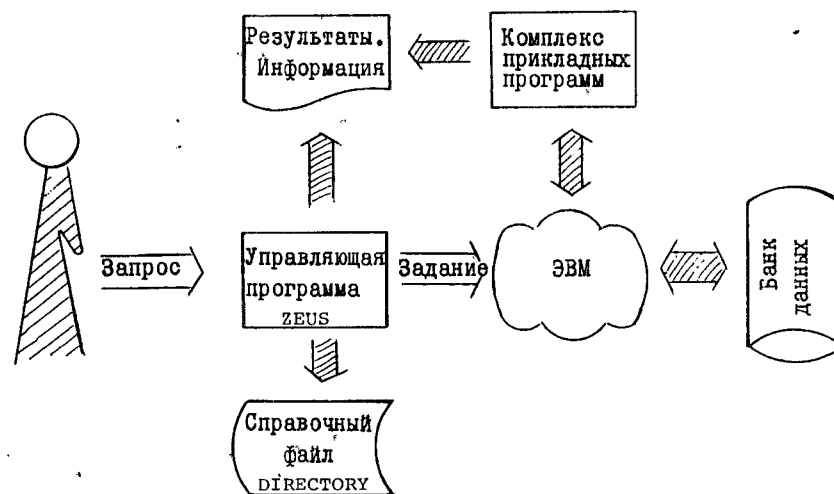 Результаты.
Информация
Комплекс
прикладных
программ
Запрос
Управляющая
программа
ZEUS
Задание
ЭВМ
Банк
данных
Справочный
файл
DIRECTORY